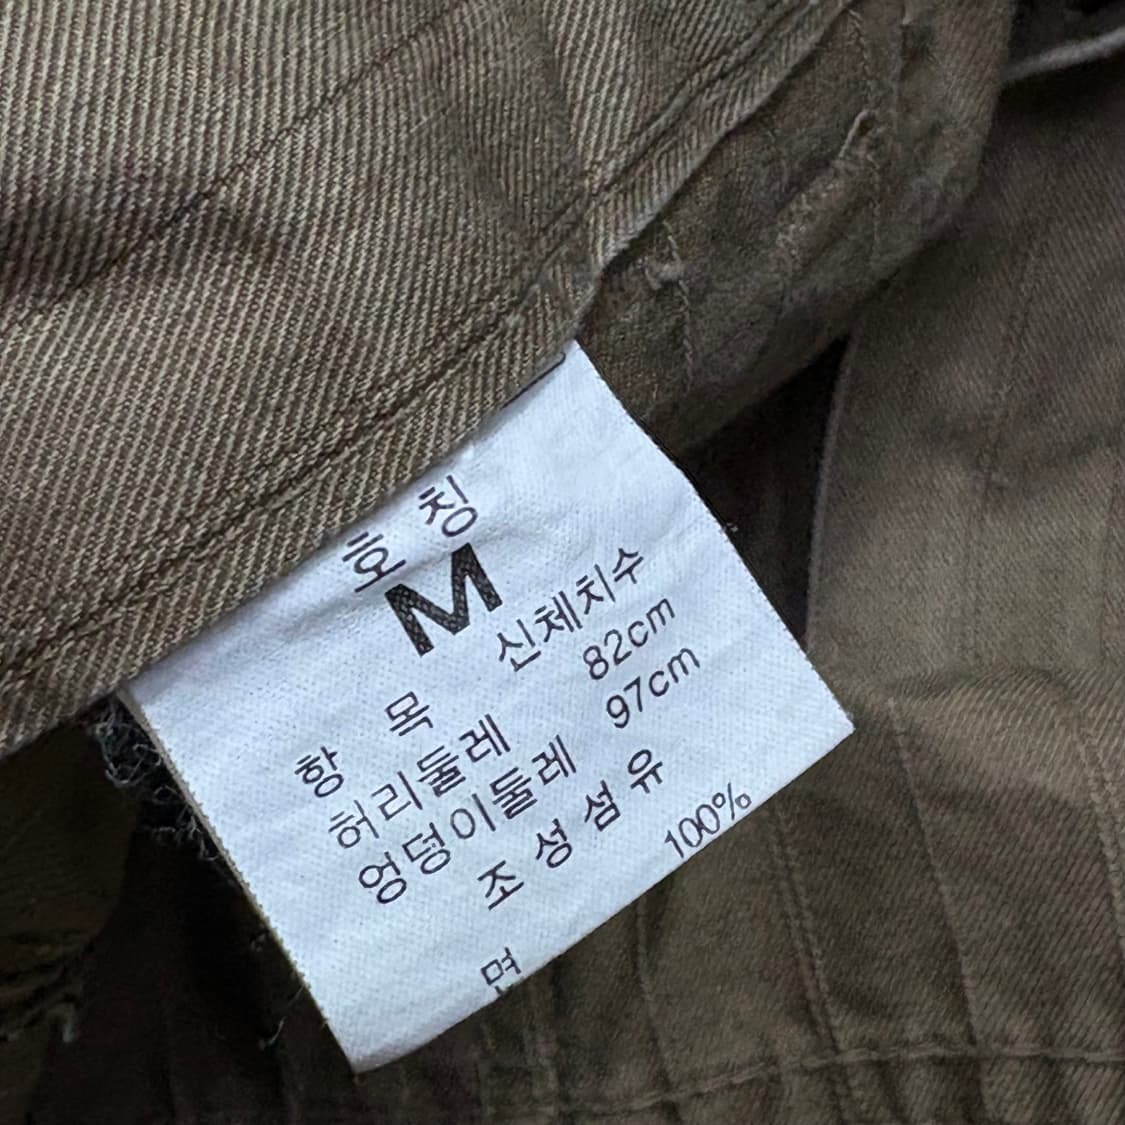 호 칭
M
항 목 신체치수
허리둘레 82cm
엉덩이둘레 97cm
조 성 섬 유
면 100%